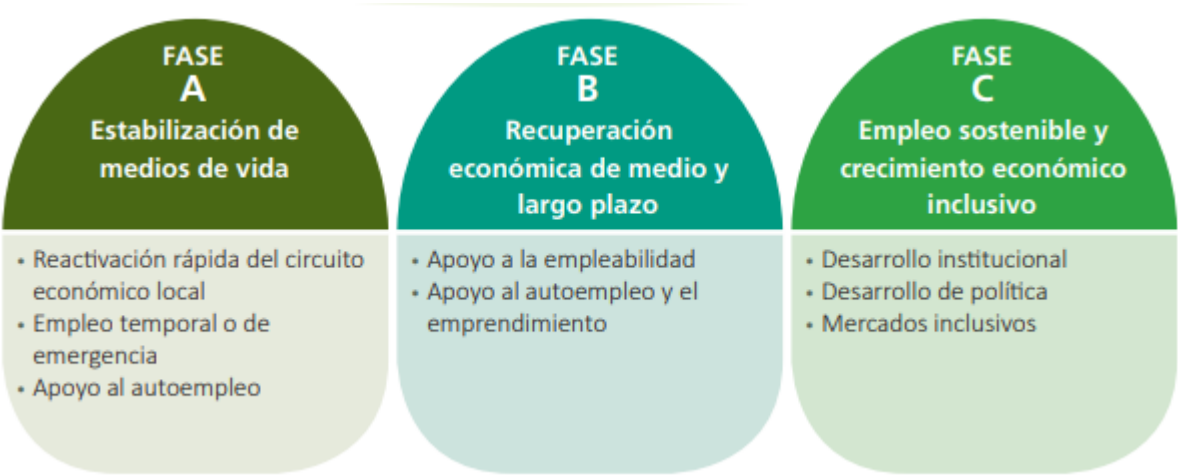 FASE
A
Estabilización de
medios de vida
• Reactivación rápida del circuito
económico local
• Empleo temporal o de
emergencia
• Apoyo al autoempleo
FASE
B
Recuperación
económica de medio y
largo plazo
• Apoyo a la empleabilidad
• Apoyo al autoempleo y el
emprendimiento
FASE
C
Empleo sostenible y
crecimiento económico
inclusivo
• Desarrollo institucional
• Desarrollo de política
• Mercados inclusivos